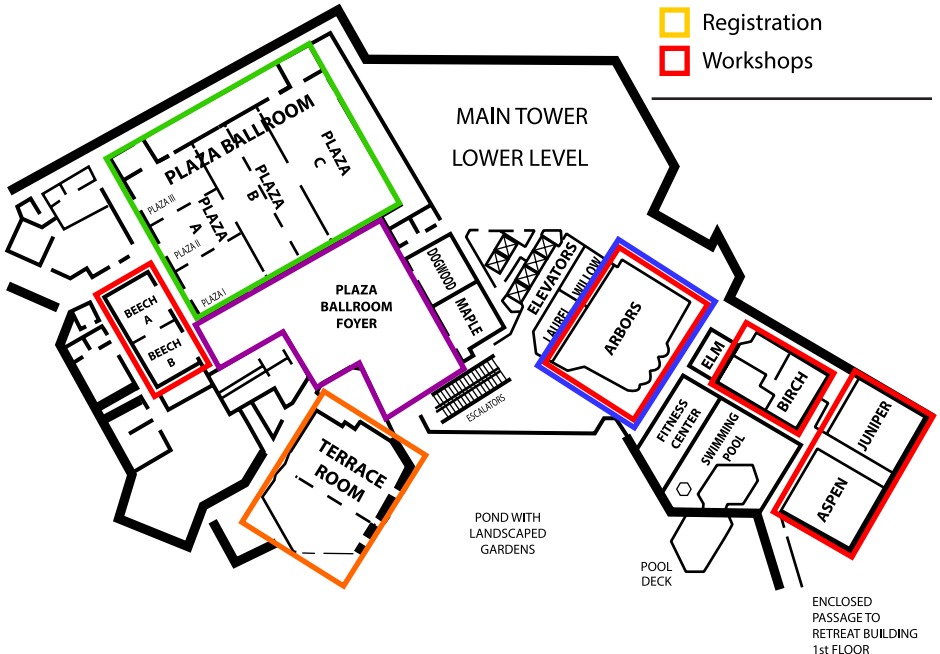 Registration
Workshops
MAIN TOWER
LOWER LEVEL
PLAZA BALLROOM
PLAZA
C
PLAZA
B
PLAZA
A
PLAZA III
PLAZA II
PLAZA I
BEECH
A
BEECH
B
PLAZA
BALLROOM
FOYER
DOGWOOD
MAPLE
ELEVATORS
WILLOW
LAUREL
ARBORS
ESCALATORS
ELM
BIRCH
JUNIPER
ASPEN
FITNESS
CENTER
SWIMMING
POOL
TERRACE
ROOM
POND WITH
LANDSCAPED
GARDENS
POOL
DECK
ENCLOSED
PASSAGE TO
RETREAT BUILDING
1st FLOOR